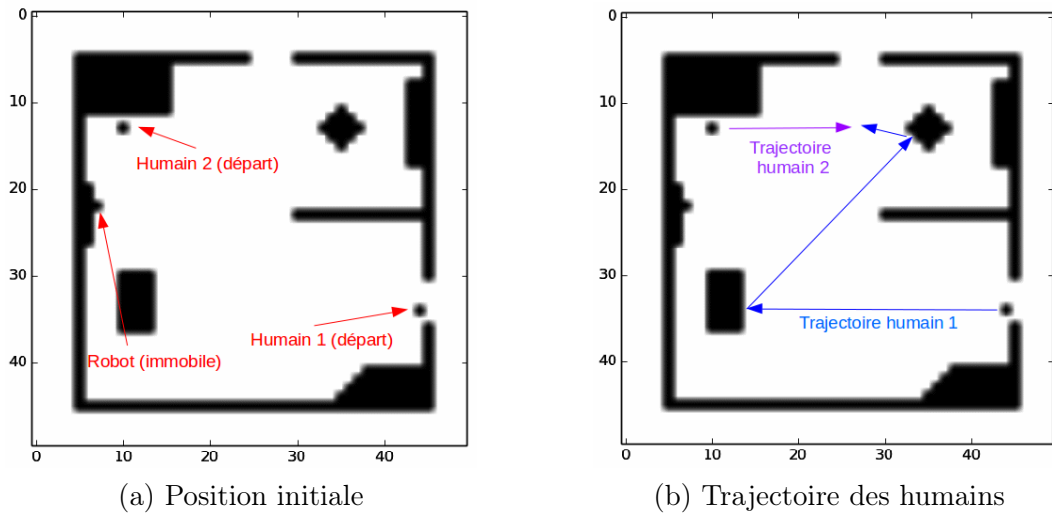 0
10
20
30
40
0
10
20
30
40
Humain 2 (départ)
Humain 1 (départ)
Robot (immobile)
(a) Position initiale
0
10
20
30
40
0
10
20
30
40
Trajectoire
humain 2
Trajectoire humain 1
(b) Trajectoire des humains